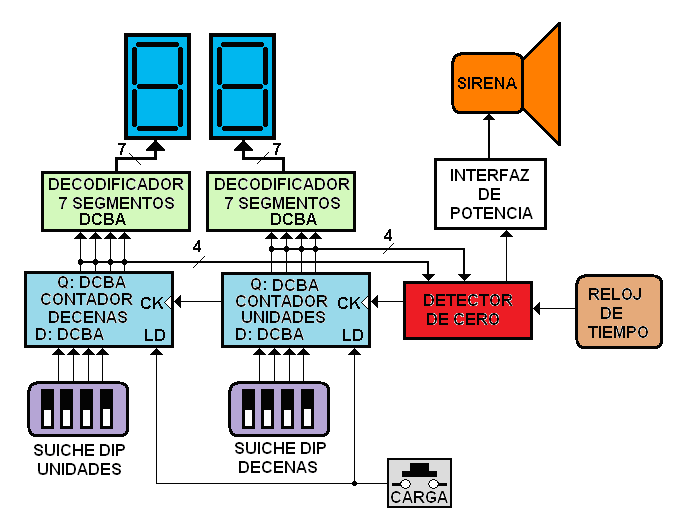 7
7
SIRENA
DECODIFICADOR
7 SEGMENTOS
DCBA
DECODIFICADOR
7 SEGMENTOS
DCBA
INTERFAZ
DE
POTENCIA
4
4
Q: DCBA
CONTADOR
DECENAS
D: DCBA
CK
LD
Q: DCBA
CONTADOR
UNIDADES
D: DCBA
CK
LD
DETECTOR
DE CERO
RELOJ
DE
TIEMPO
SUICHE DIP
UNIDADES
SUICHE DIP
DECENAS
CARGA